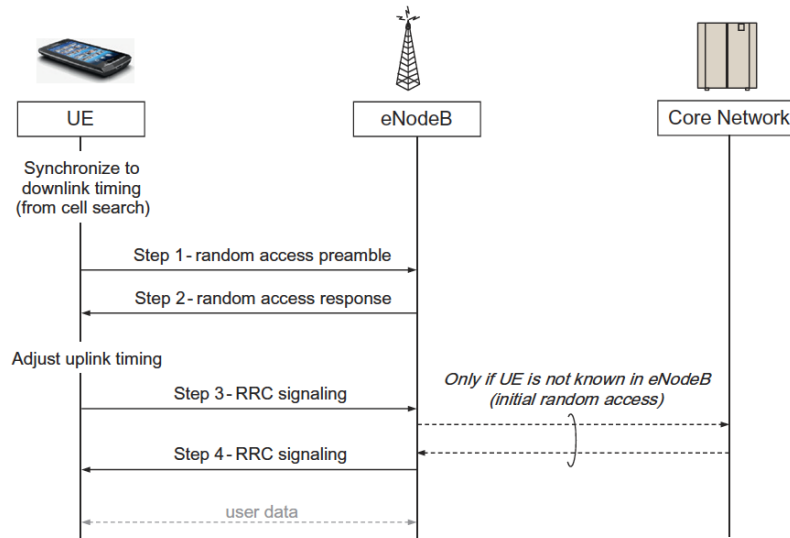 UE
eNodeB
Core Network
Synchronize to
downlink timing
(from cell search)
Step 1 - random access preamble
Step 2 - random access response
Adjust uplink timing
Step 3 - RRC signaling
Only if UE is not known in eNodeB
(initial random access)
Step 4 - RRC signaling
user data